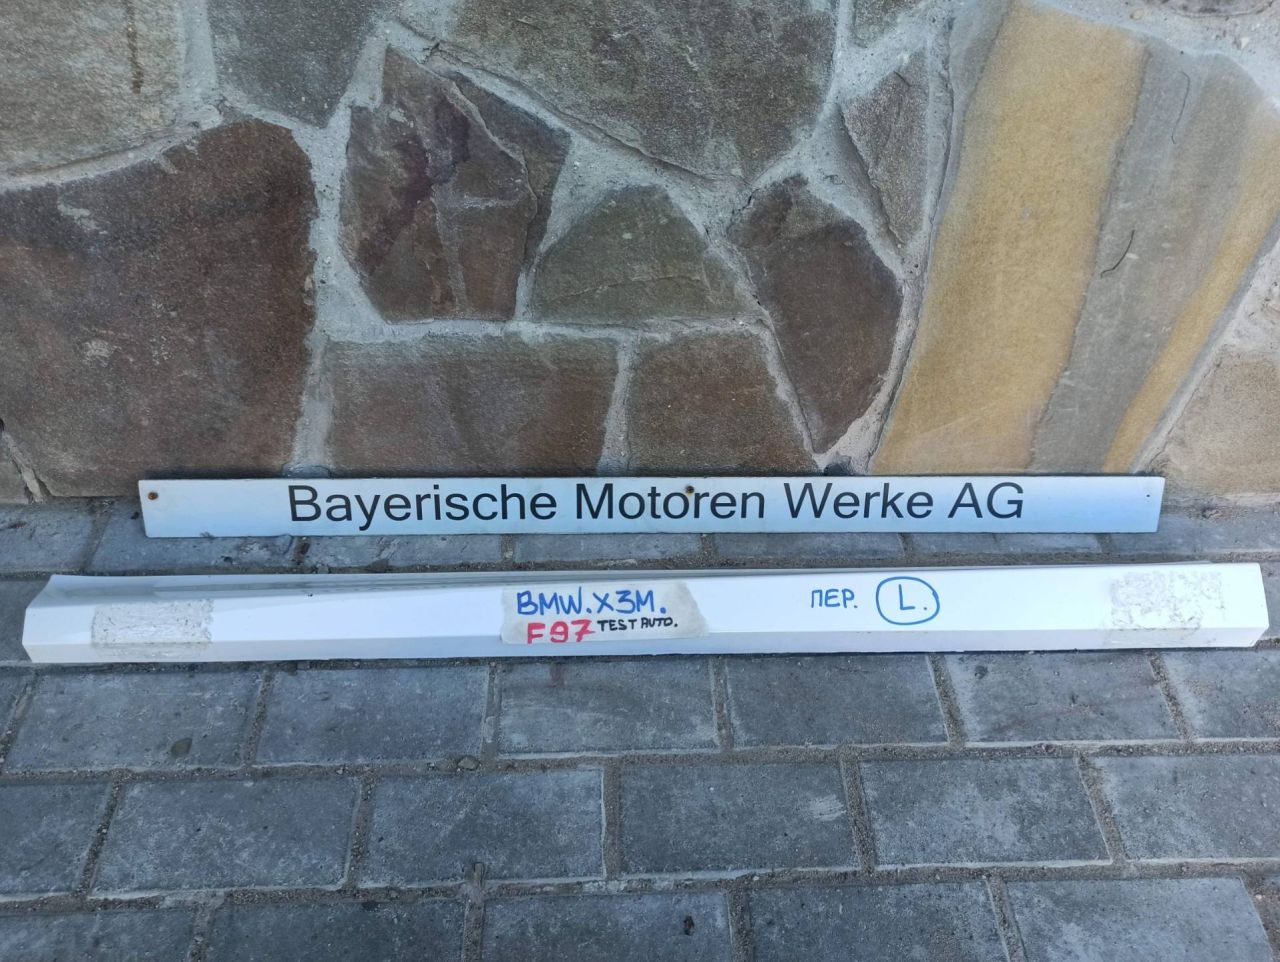 Bayerische Motoren Werke AG
BMW.X3M.
F97 TEST AUTO.
ПЕР. L.